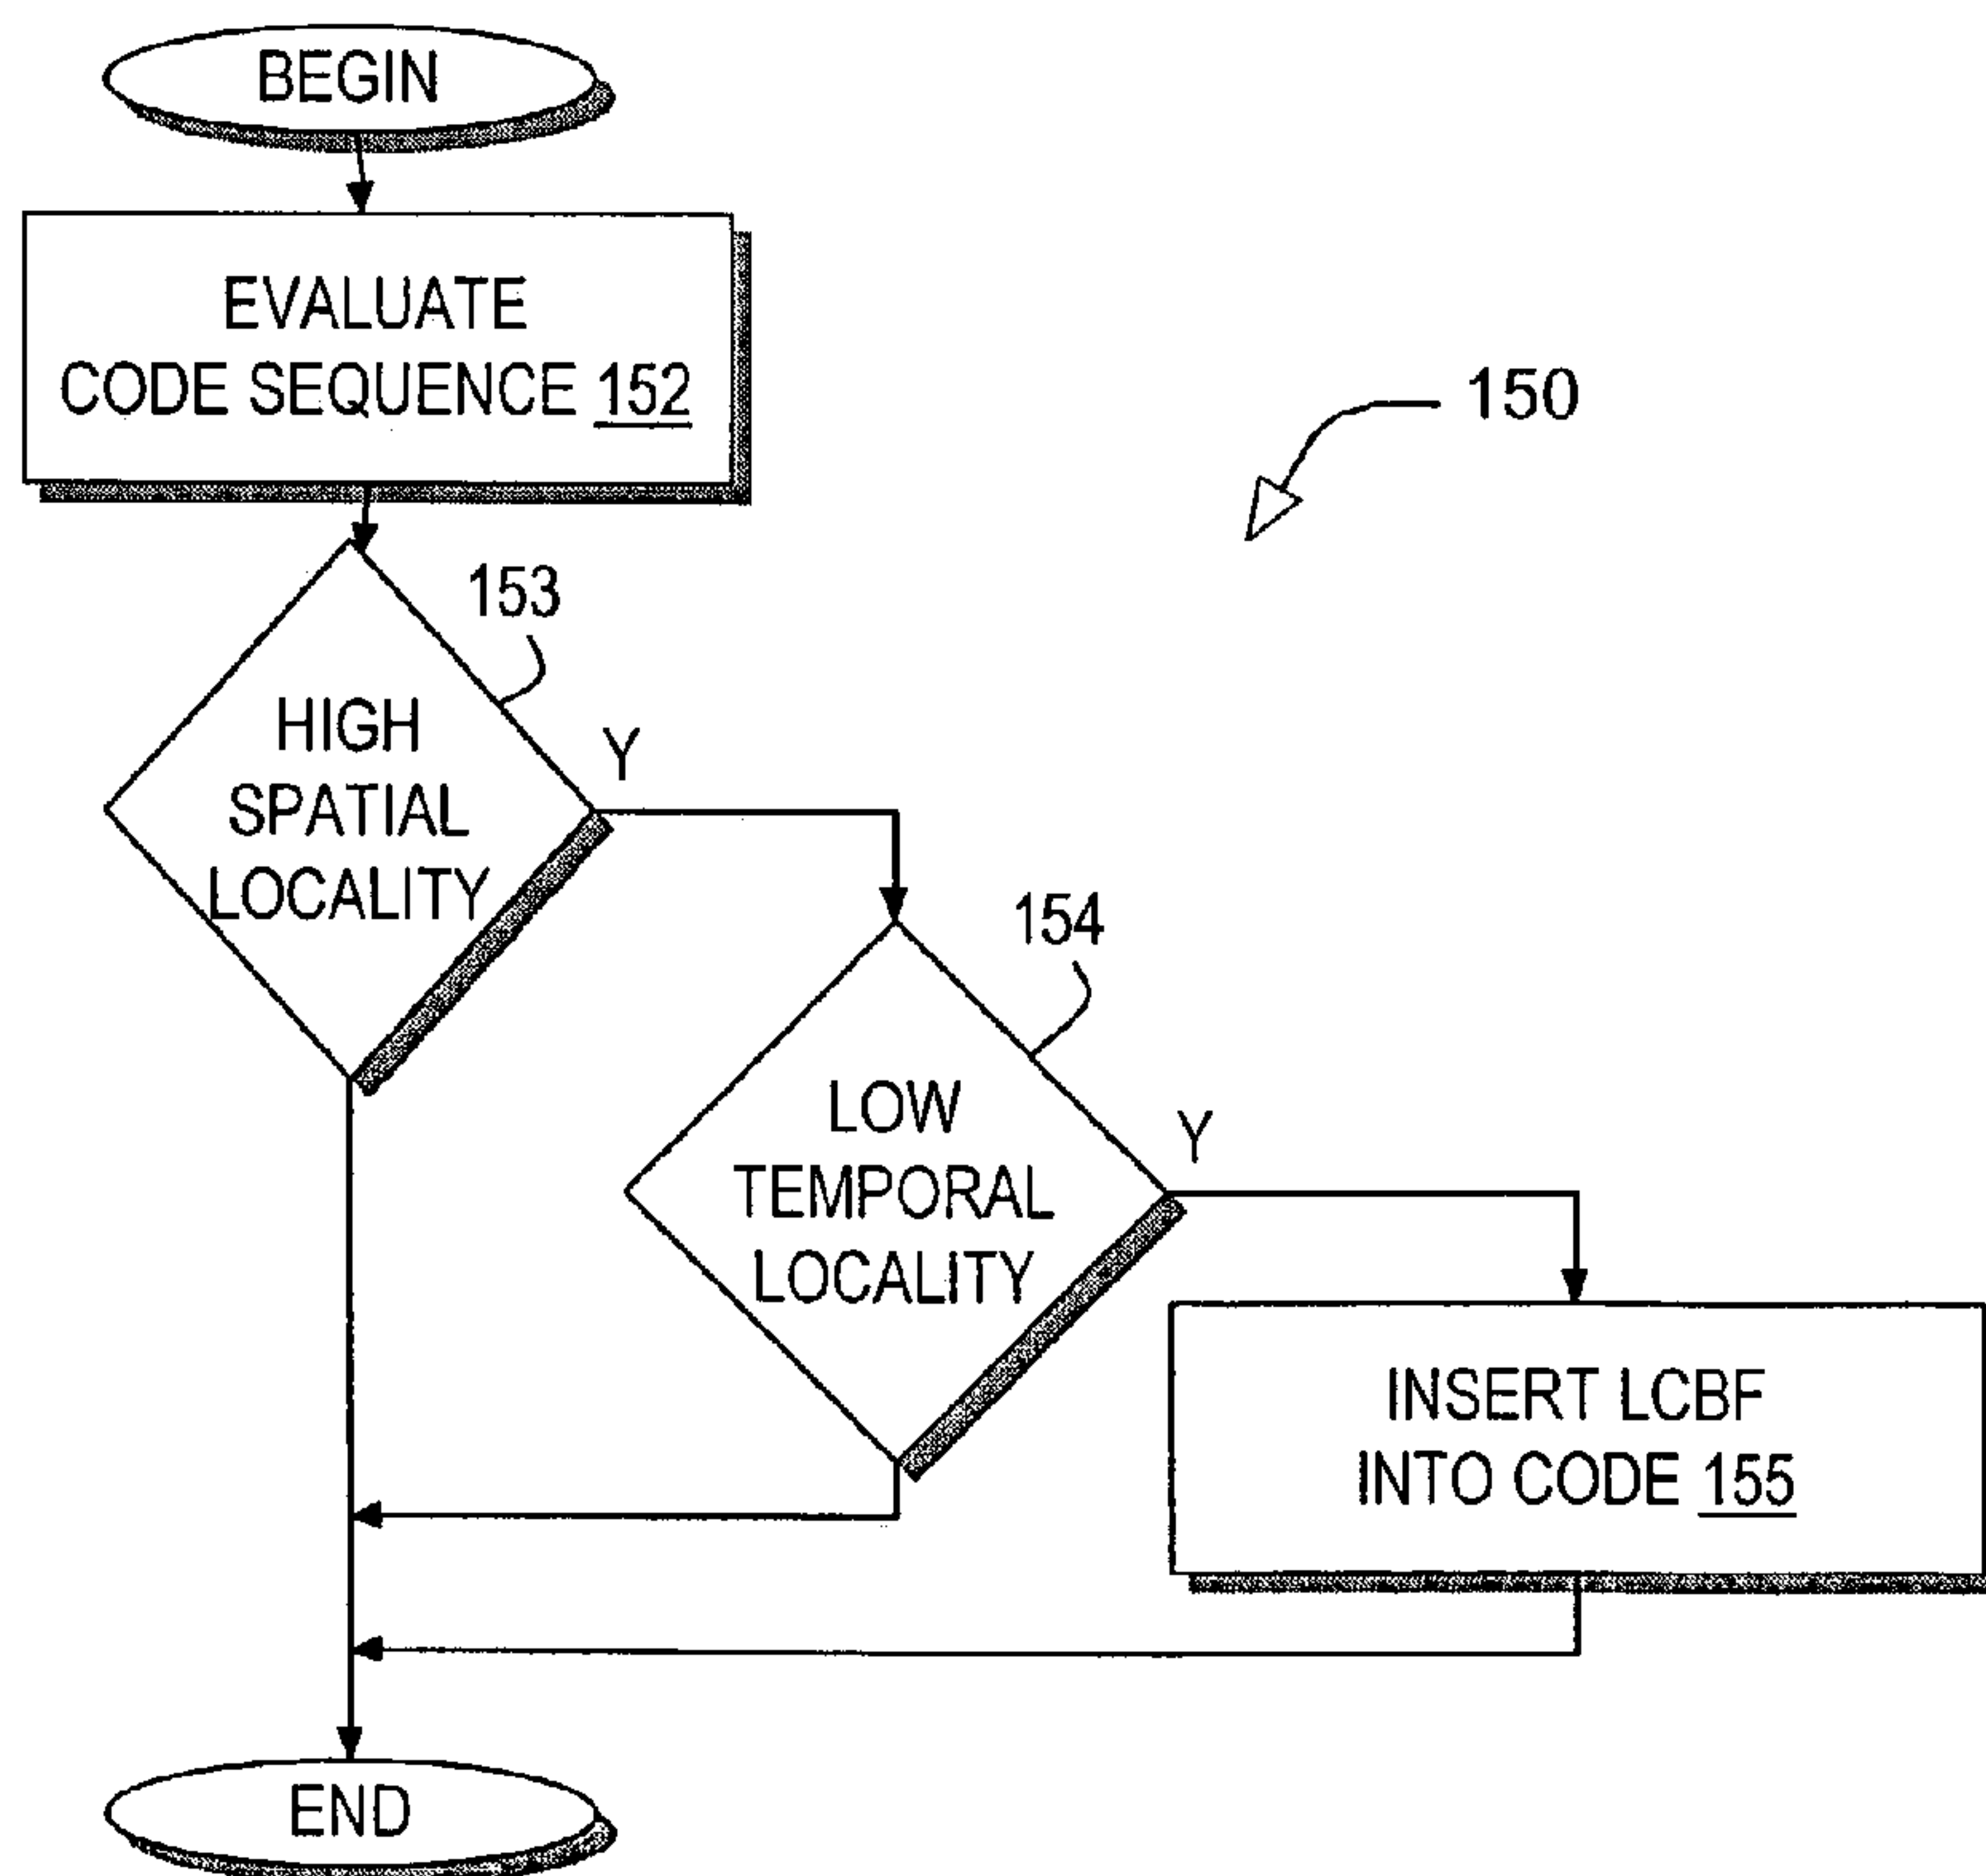 BEGIN
EVALUATE
CODE SEQUENCE 152
150
153
HIGH
SPATIAL
LOCALITY
Y
154
LOW
TEMPORAL
LOCALITY
Y
INSERT LCBF
INTO CODE 155
END